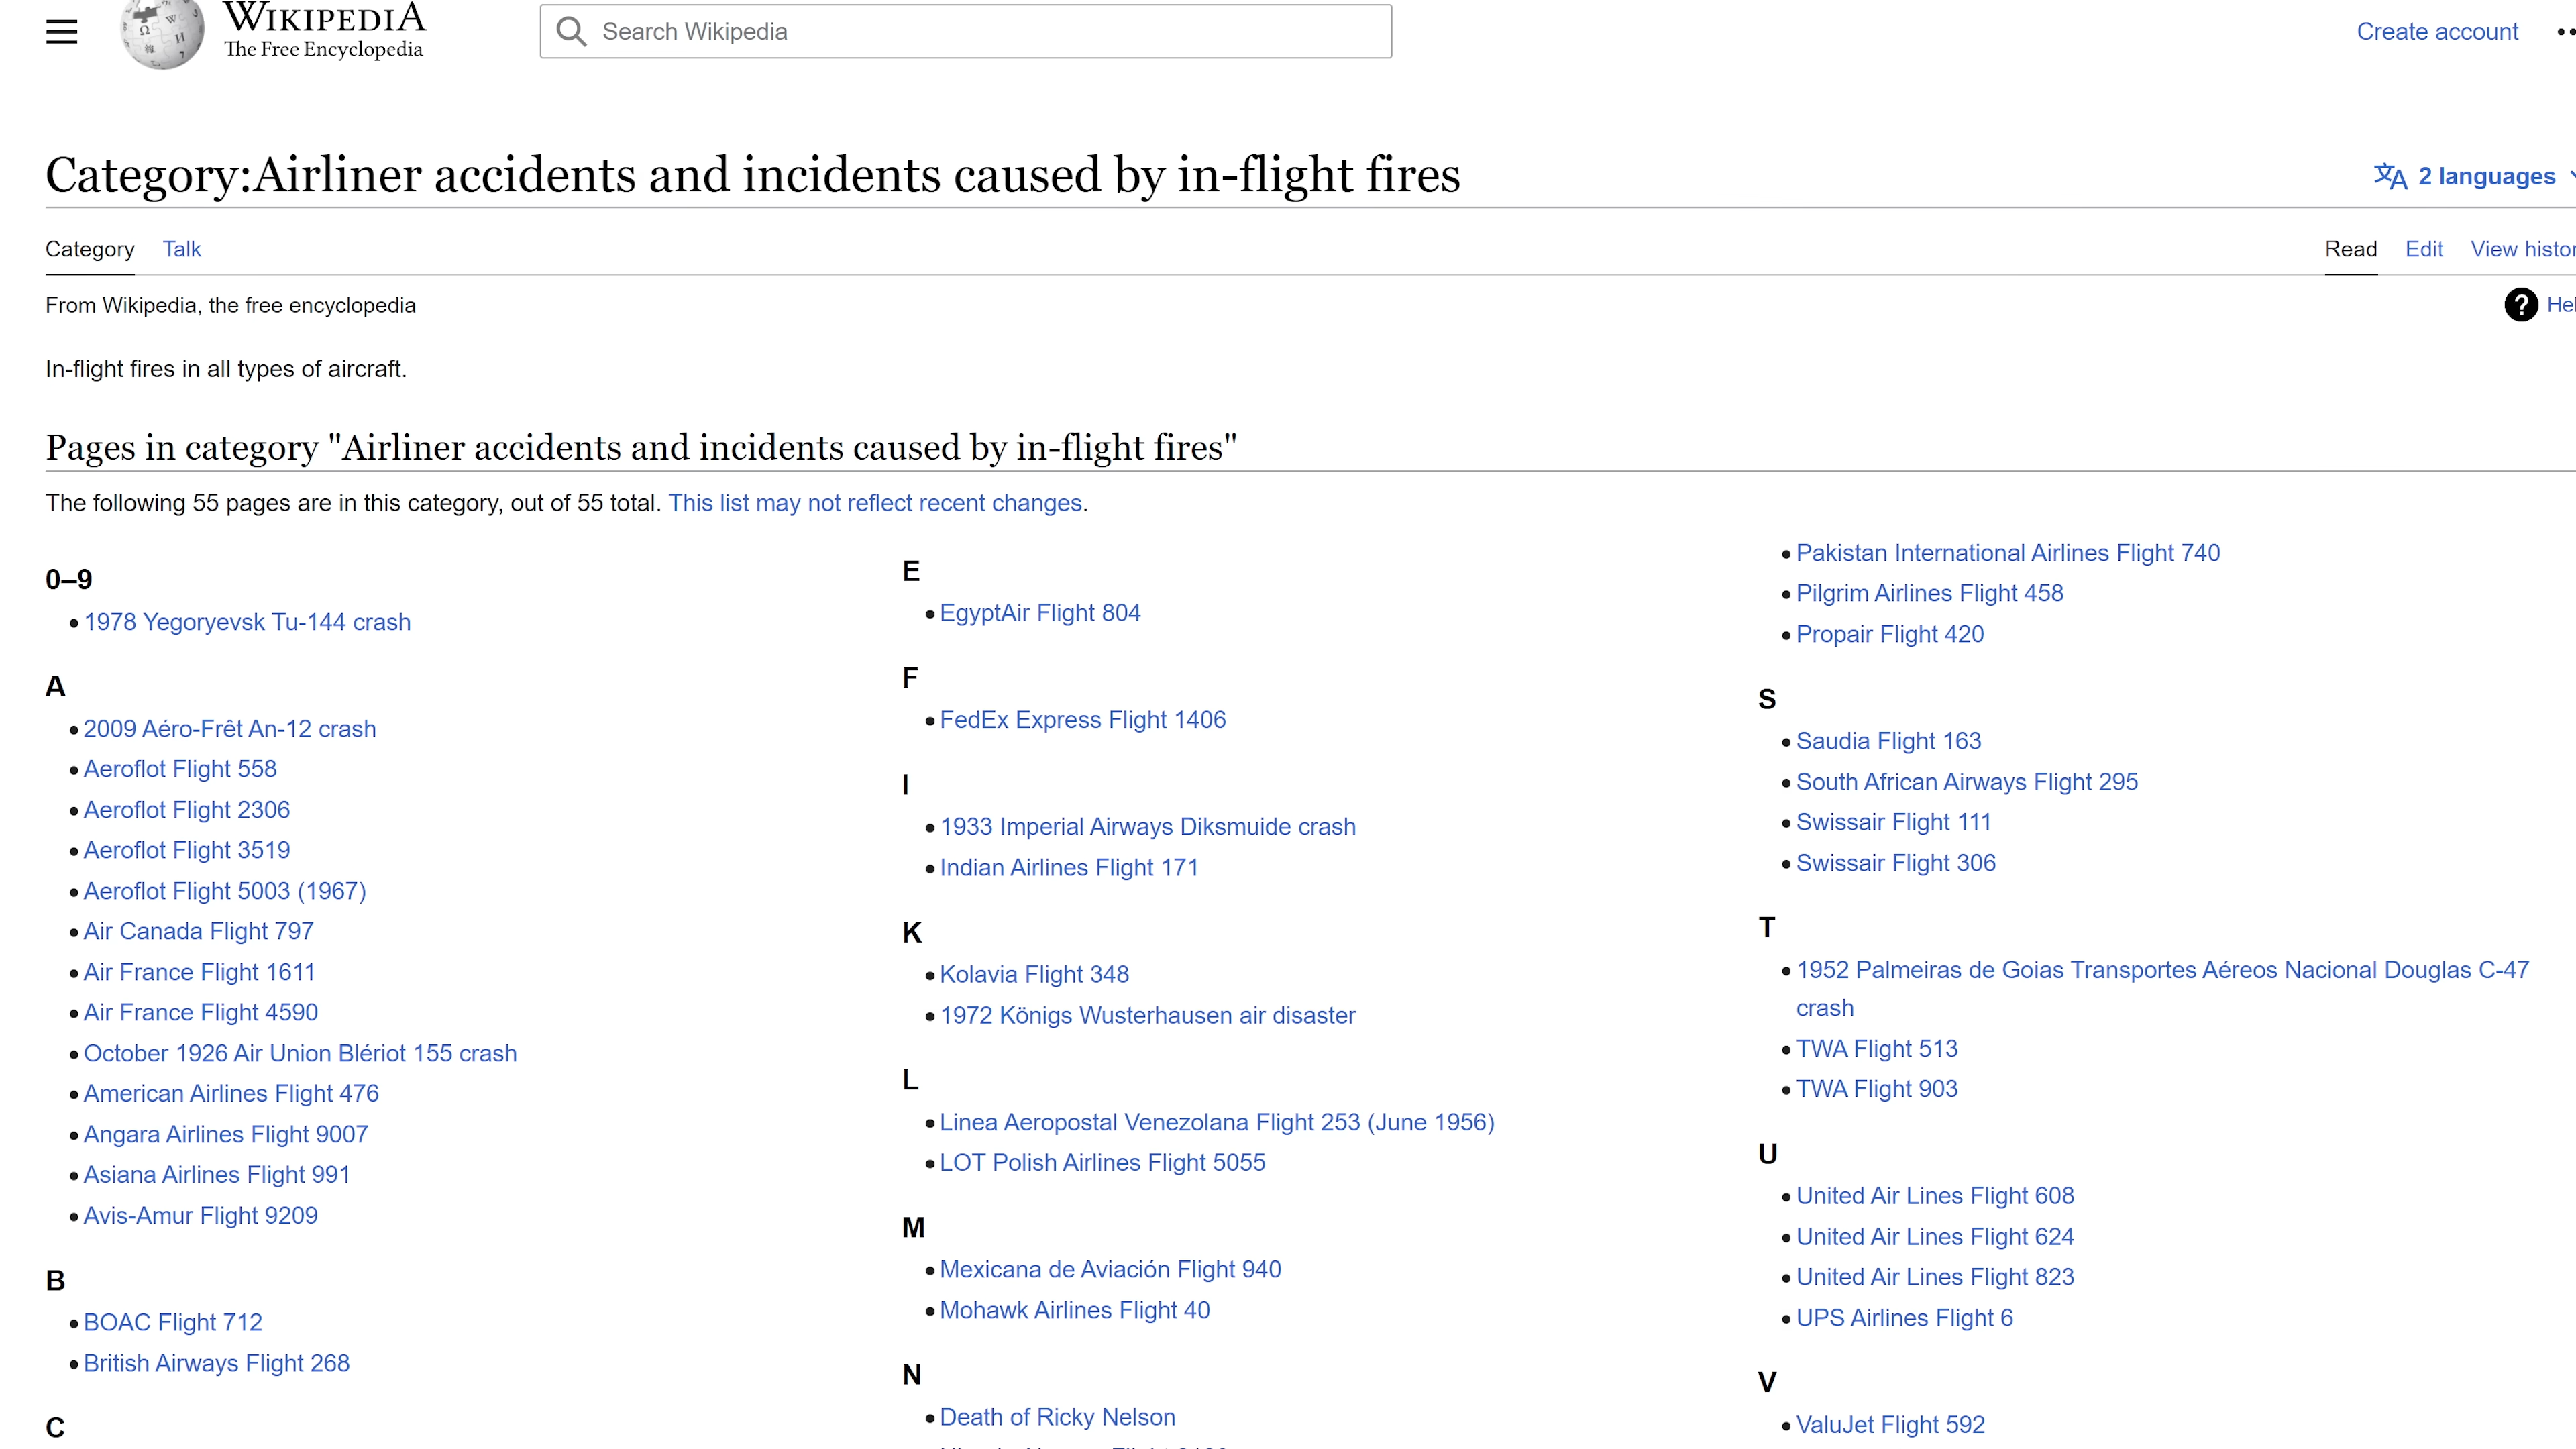 WIKIPEDIA
The Free Encyclopedia
Search Wikipedia
Create account
Category:Airliner accidents and incidents caused by in-flight fires
2 languages
Category Talk
Read Edit View
From Wikipedia, the free encyclopedia
In-flight fires in all types of aircraft.
Pages in category "Airliner accidents and incidents caused by in-flight fires"
The following 55 pages are in this category, out of 55 total. This list may not reflect recent changes.
0–9
1978 Yegoryevsk Tu-144 crash
A
2009 Aéro-Frêt An-12 crash
Aeroflot Flight 558
Aeroflot Flight 2306
Aeroflot Flight 3519
Aeroflot Flight 5003 (1967)
Air Canada Flight 797
Air France Flight 1611
Air France Flight 4590
October 1926 Air Union Blériot 155 crash
American Airlines Flight 476
Angara Airlines Flight 9007
Asiana Airlines Flight 991
Avis-Amur Flight 9209
B
BOAC Flight 712
British Airways Flight 268
C
E
EgyptAir Flight 804
F
FedEx Express Flight 1406
I
1933 Imperial Airways Diksmuide crash
Indian Airlines Flight 171
K
Kolavia Flight 348
1972 Königs Wusterhausen air disaster
L
Linea Aeropostal Venezolana Flight 253 (June 1956)
LOT Polish Airlines Flight 5055
M
Mexicana de Aviación Flight 940
Mohawk Airlines Flight 40
N
Death of Ricky Nelson
Pakistan International Airlines Flight 740
Pilgrim Airlines Flight 458
Propair Flight 420
S
Saudia Flight 163
South African Airways Flight 295
Swissair Flight 111
Swissair Flight 306
T
1952 Palmeiras de Goias Transportes Aéreos Nacional Douglas C-47
crash
TWA Flight 513
TWA Flight 903
U
United Air Lines Flight 608
United Air Lines Flight 624
United Air Lines Flight 823
UPS Airlines Flight 6
V
ValuJet Flight 592